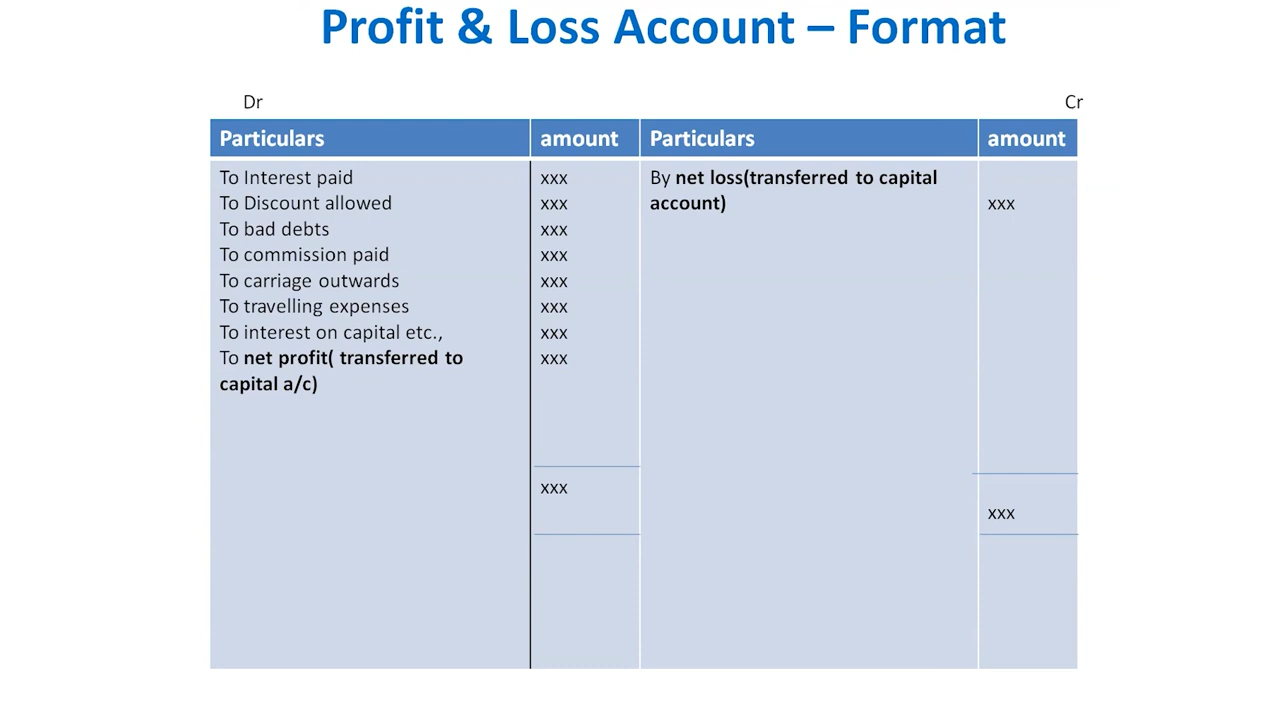 Profit & Loss Account – Format
Dr
Cr
Particulars amount Particulars amount
To Interest paid xxx By net loss(transferred to capital
To Discount allowed xxx account) xxx
To bad debts xxx
To commission paid xxx
To carriage outwards xxx
To travelling expenses xxx
To interest on capital etc., xxx
To net profit( transferred to xxx
capital a/c)
xxx
xxx